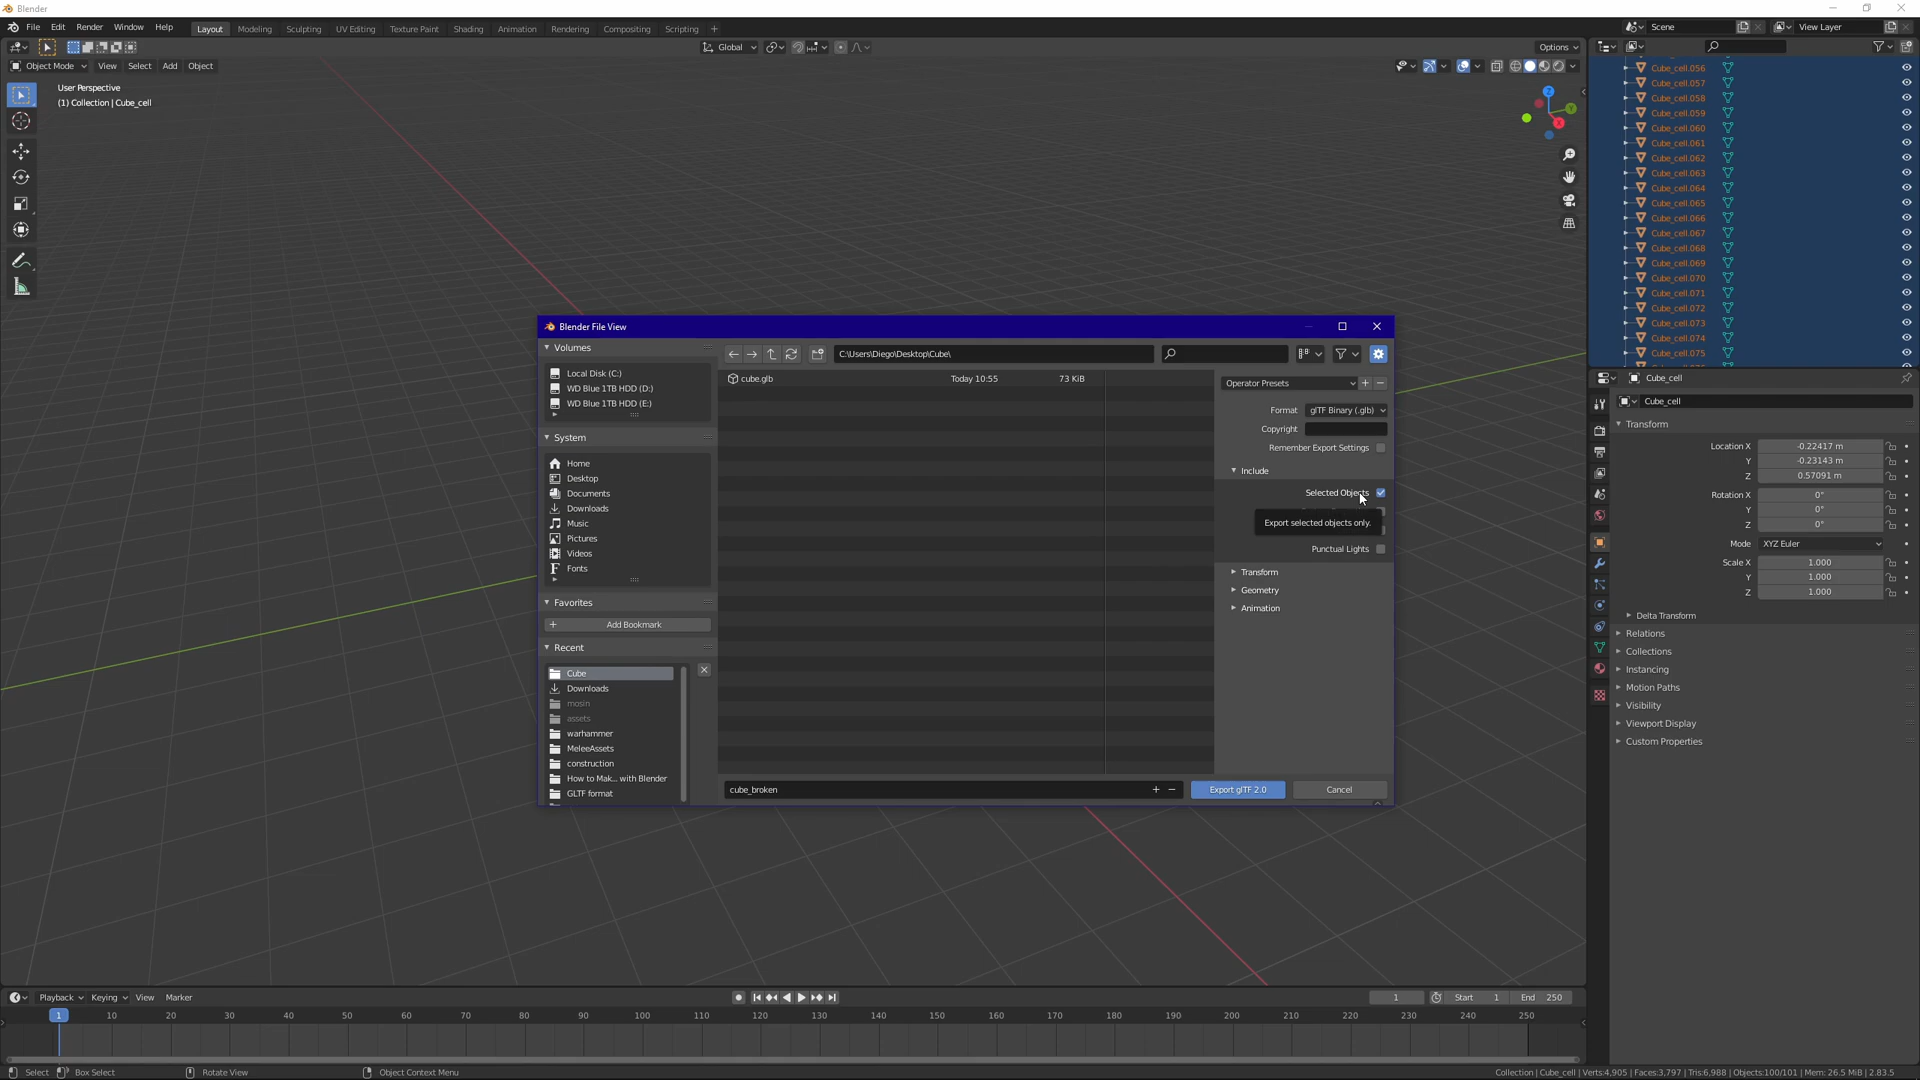 Blender
File Edit Render Window Help Layout Modeling Sculpting UV Editing Texture Paint Shading Animation Rendering Compositing Scripting + Scene View Layer
Global Options
Object Mode View Select Add Object
User Perspective
(1) Collection | Cube_cell
Z
Y
X
Cube_cell.056
Cube_cell.057
Cube_cell.058
Cube_cell.059
Cube_cell.060
Cube_cell.061
Cube_cell.062
Cube_cell.063
Cube_cell.064
Cube_cell.065
Cube_cell.066
Cube_cell.067
Cube_cell.068
Cube_cell.069
Cube_cell.070
Cube_cell.071
Cube_cell.072
Cube_cell.073
Cube_cell.074
Cube_cell.075
Blender File View
Volumes
Local Disk (C:)
WD Blue 1TB HDD (D:)
WD Blue 1TB HDD (E:)
System
Home
Desktop
Documents
Downloads
Music
Pictures
Videos
Fonts
Favorites
+ Add Bookmark
Recent
Cube
Downloads
mosin
assets
warhammer
MeleeAssets
construction
How to Mak... with Blender
GLTF format
C:\Users\Diego\Desktop\Cube\
cube.glb Today 10:55 73 KiB
cube_broken + −
Operator Presets + −
Format glTF Binary (.glb)
Copyright
Remember Export Settings
Include
Selected Objects
Export selected objects only.
Punctual Lights
Transform
Geometry
Animation
Export glTF 2.0 Cancel
Cube_cell
Cube_cell
Transform
Location X -0.22417 m
Y -0.23143 m
Z 0.57091 m
Rotation X 0°
Y 0°
Z 0°
Mode XYZ Euler
Scale X 1.000
Y 1.000
Z 1.000
Delta Transform
Relations
Collections
Instancing
Motion Paths
Visibility
Viewport Display
Custom Properties
Playback Keying View Marker 1 Start 1 End 250
1 10 20 30 40 50 60 70 80 90 100 110 120 130 140 150 160 170 180 190 200 210 220 230 240 250
Select Box Select Rotate View Object Context Menu Collection | Cube_cell | Verts:4,905 | Faces:3,797 | Tris:6,988 | Objects:100/101 | Mem: 26.5 MiB | 2.83.5